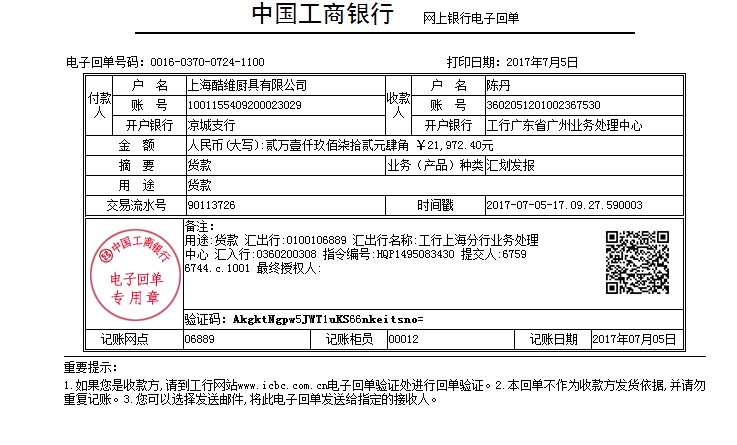 中国工商银行 网上银行电子回单
电子回单号码：0016-0370-0724-1100 打印日期：2017年7月5日
付款人 户 名 上海酷维厨具有限公司 收款人 户 名 陈丹
账 号 1001155409200023029 账 号 3602051201002367530
开户银行 凉城支行 开户银行 工行广东省广州业务处理中心
金 额 人民币(大写):贰万壹仟玖佰柒拾贰元肆角 ￥21,972.40元
摘 要 货款 业务（产品）种类 汇划发报
用 途 货款
交易流水号 90113726 时间戳 2017-07-05-17.09.27.590003
中国工商银行
电子回单
专用章
备注：
用途:货款 汇出行:0100106889 汇出行名称:工行上海分行业务处理
中心 汇入行:0360200308 指令编号:HQP1495083430 提交人:6759
6744.c.1001 最终授权人:
验证码：AkgktNgpw5JWT1uKS66nkeitsno=
记账网点 06889 记账柜员 00012 记账日期 2017年07月05日
重要提示：
1.如果您是收款方,请到工行网站www.icbc.com.cn电子回单验证处进行回单验证。2.本回单不作为收款方发货依据,并请勿
重复记账。3.您可以选择发送邮件,将此电子回单发送给指定的接收人。